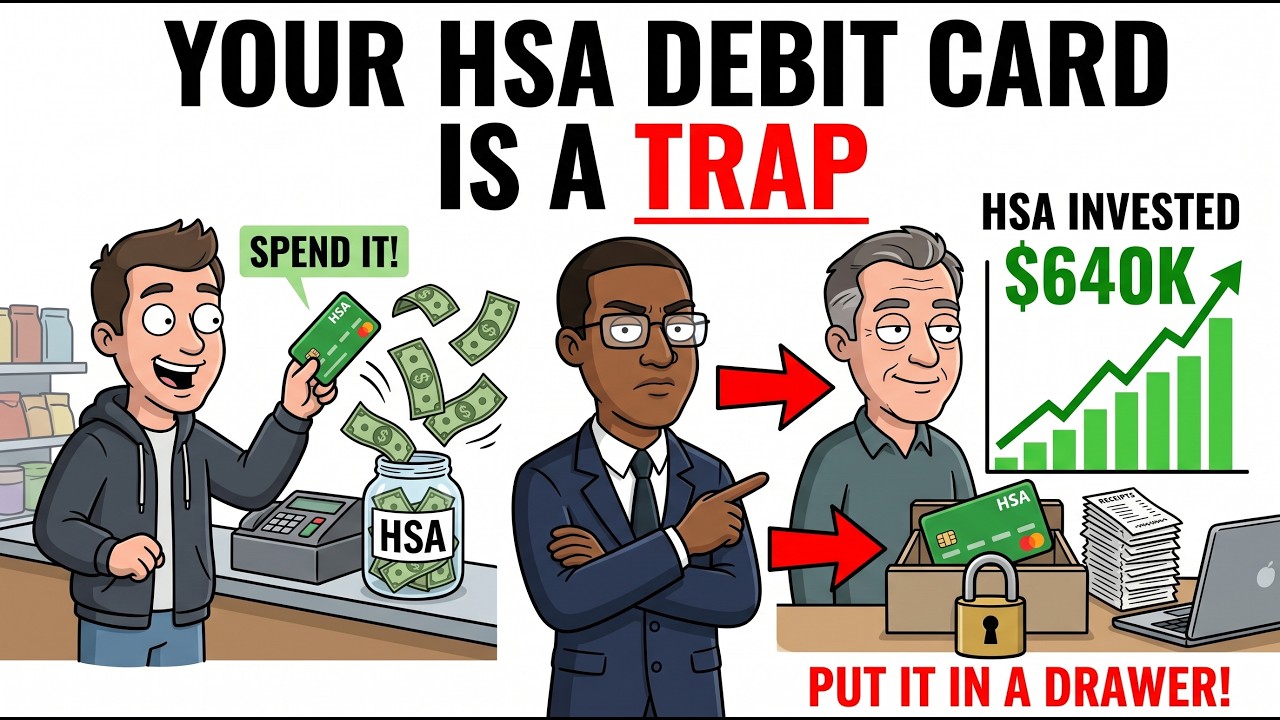 YOUR HSA DEBIT CARD
IS A TRAP
SPEND IT!
HSA
HSA
HSA INVESTED
$640K
HSA
RECEIPTS
PUT IT IN A DRAWER!